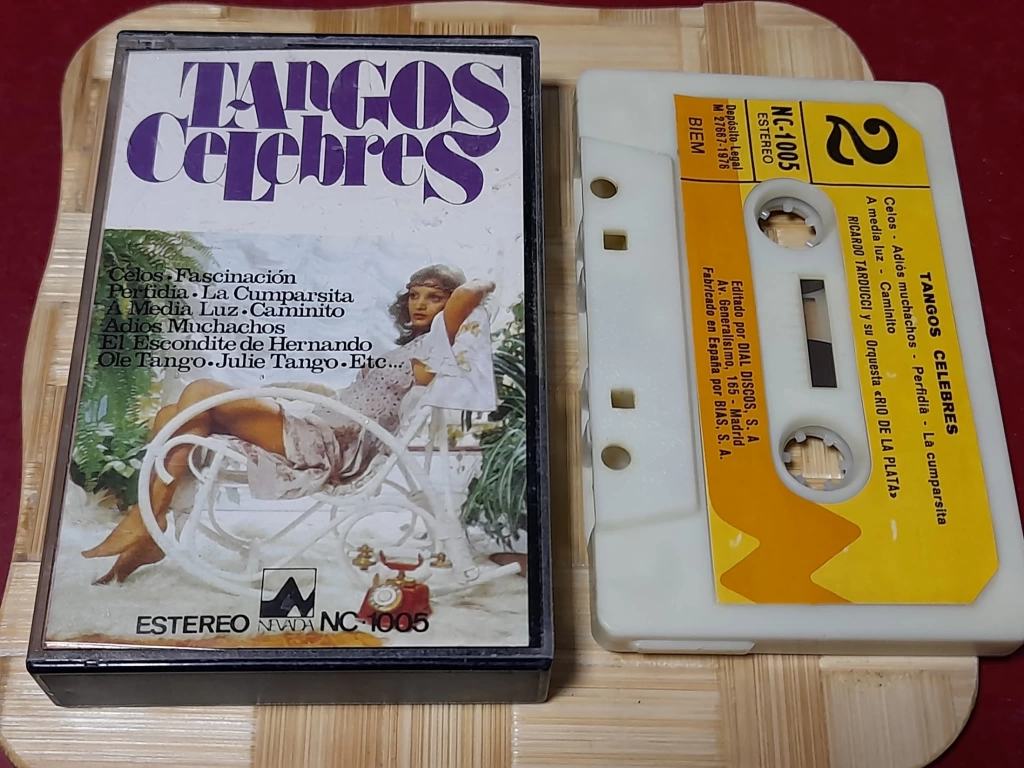 TANGOS
CELEBRES
Celos • Fascinación
Perfidia • La Cumparsita
A Media Luz • Caminito
Adios Muchachos
El Escondite de Hernando
Ole Tango • Julie Tango • Etc...
ESTEREO NEVADA NC-1005
2
NC-1005
ESTEREO
Depósito Legal
M 27667-1976
BIEM
TANGOS CELEBRES
Celos - Adiós muchachos - Perfidia - La cumparsita
A media luz - Caminito
RICARDO TARDUCCI y su Orquesta «RIO DE LA PLATA»
Editado por DIAL DISCOS, S. A
Av. Generalísimo, 165 - Madrid
Fabricado en España por BIAS, S. A.